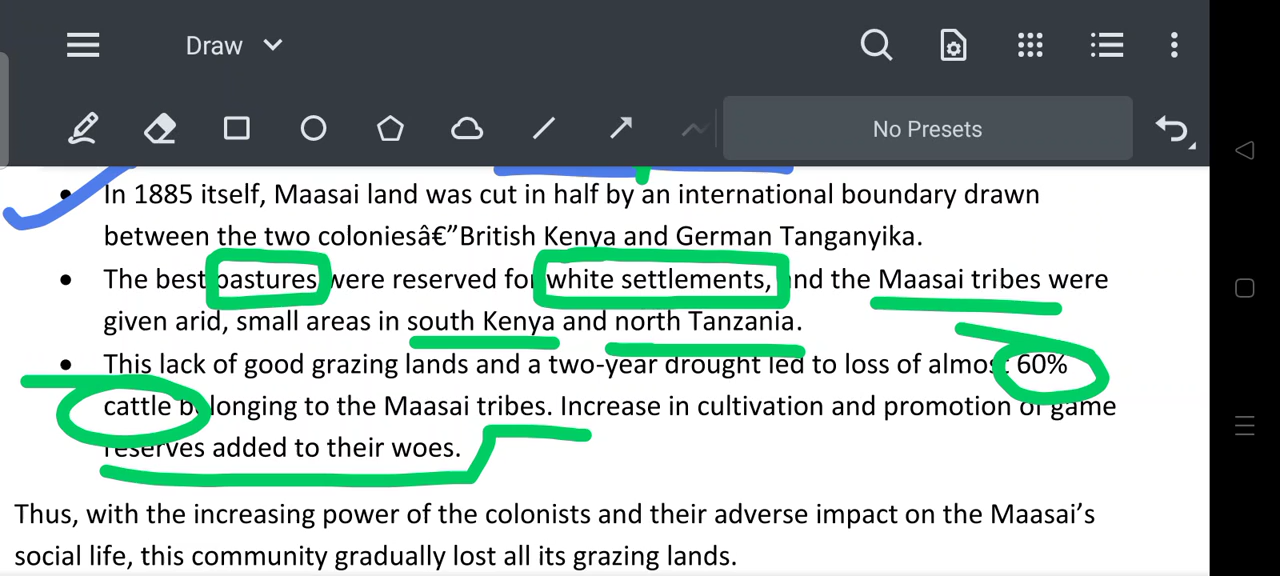 Draw
No Presets
• In 1885 itself, Maasai land was cut in half by an international boundary drawn
between the two coloniesâ€”British Kenya and German Tanganyika.
• The best pastures were reserved for white settlements, and the Maasai tribes were
given arid, small areas in south Kenya and north Tanzania.
• This lack of good grazing lands and a two-year drought led to loss of almost 60%
cattle belonging to the Maasai tribes. Increase in cultivation and promotion of game
reserves added to their woes.
Thus, with the increasing power of the colonists and their adverse impact on the Maasai’s
social life, this community gradually lost all its grazing lands.